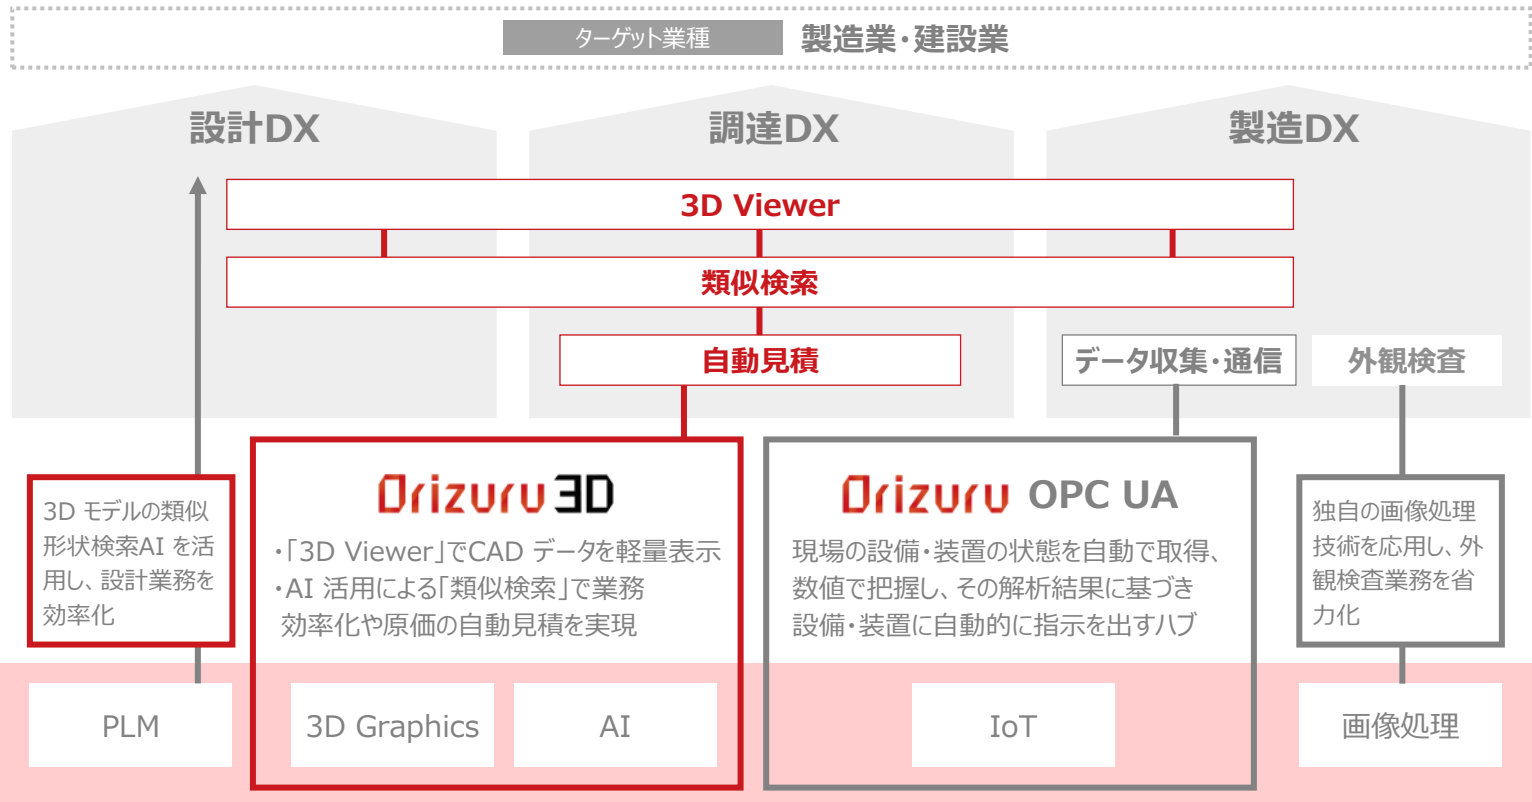 ターゲット業種
製造業・建設業
設計DX
調達DX
製造DX
3D Viewer
類似検索
自動見積
データ収集・通信
外観検査
3D モデルの類似
形状検索AI を活
用し、設計業務を
効率化
Orizuru 3D
・「3D Viewer」でCAD データを軽量表示
・AI 活用による「類似検索」で業務
効率化や原価の自動見積を実現
Orizuru OPC UA
現場の設備・装置の状態を自動で取得、
数値で把握し、その解析結果に基づき
設備・装置に自動的に指示を出すハブ
独自の画像処理
技術を応用し、外
観検査業務を省
力化
PLM
3D Graphics
AI
IoT
画像処理